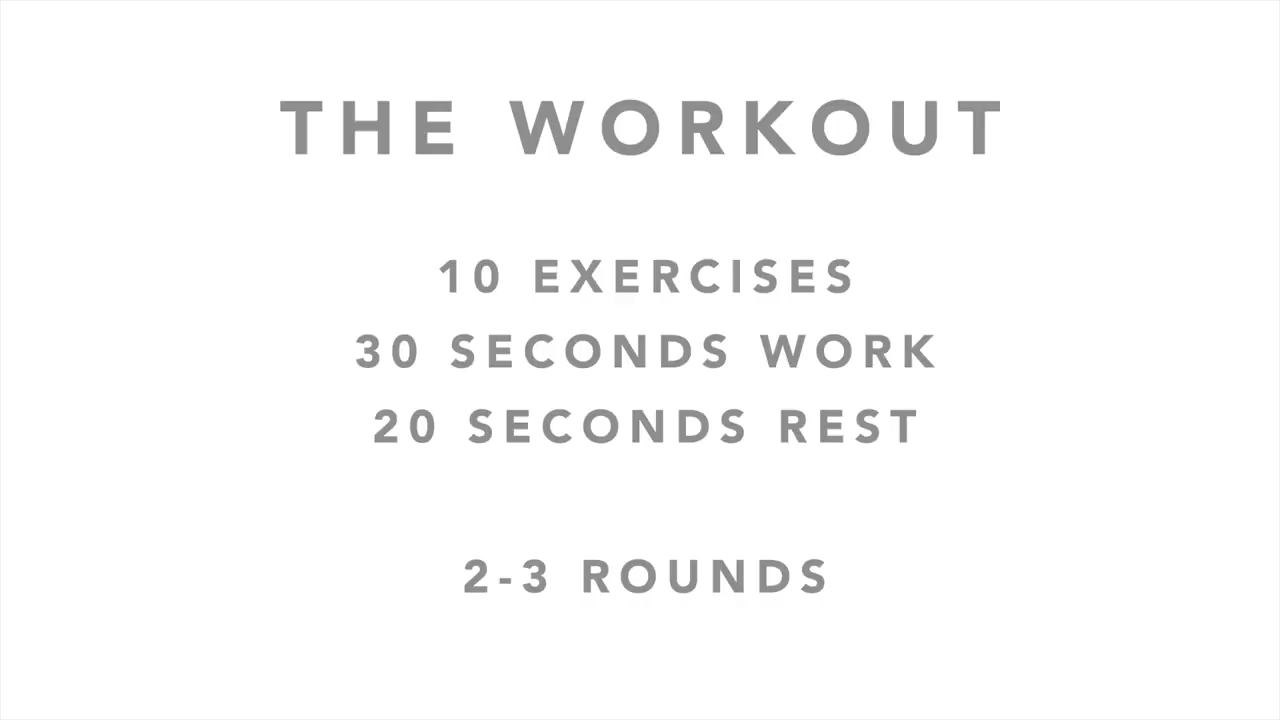 THE WORKOUT
10 EXERCISES
30 SECONDS WORK
20 SECONDS REST
2-3 ROUNDS